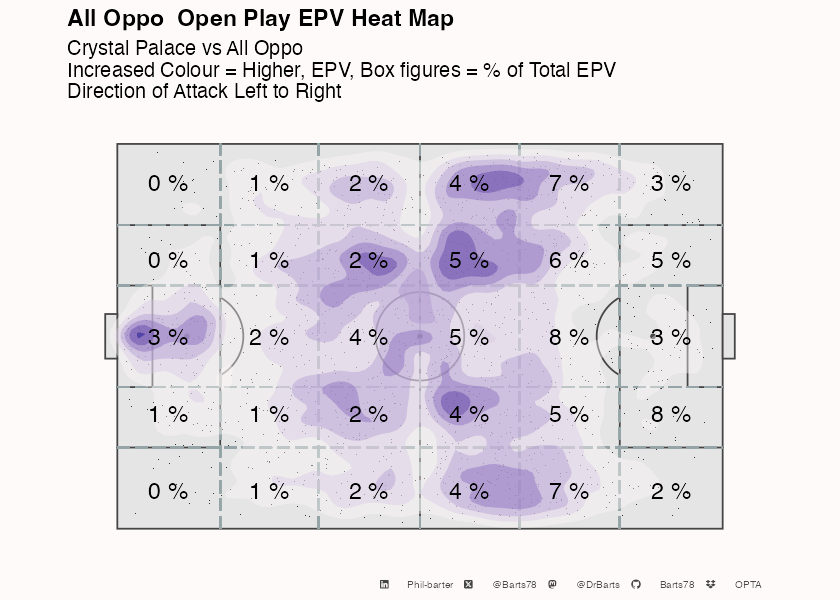 All Oppo  Open Play EPV Heat Map
Crystal Palace vs All Oppo
Increased Colour = Higher, EPV, Box figures = % of Total EPV
Direction of Attack Left to Right
0 % 1 % 2 % 4 % 7 % 3 %
0 % 1 % 2 % 5 % 6 % 5 %
3 % 2 % 4 % 5 % 8 % 3 %
1 % 1 % 2 % 4 % 5 % 8 %
0 % 1 % 2 % 4 % 7 % 2 %
Phil-barter @Barts78 @DrBarts Barts78 OPTA